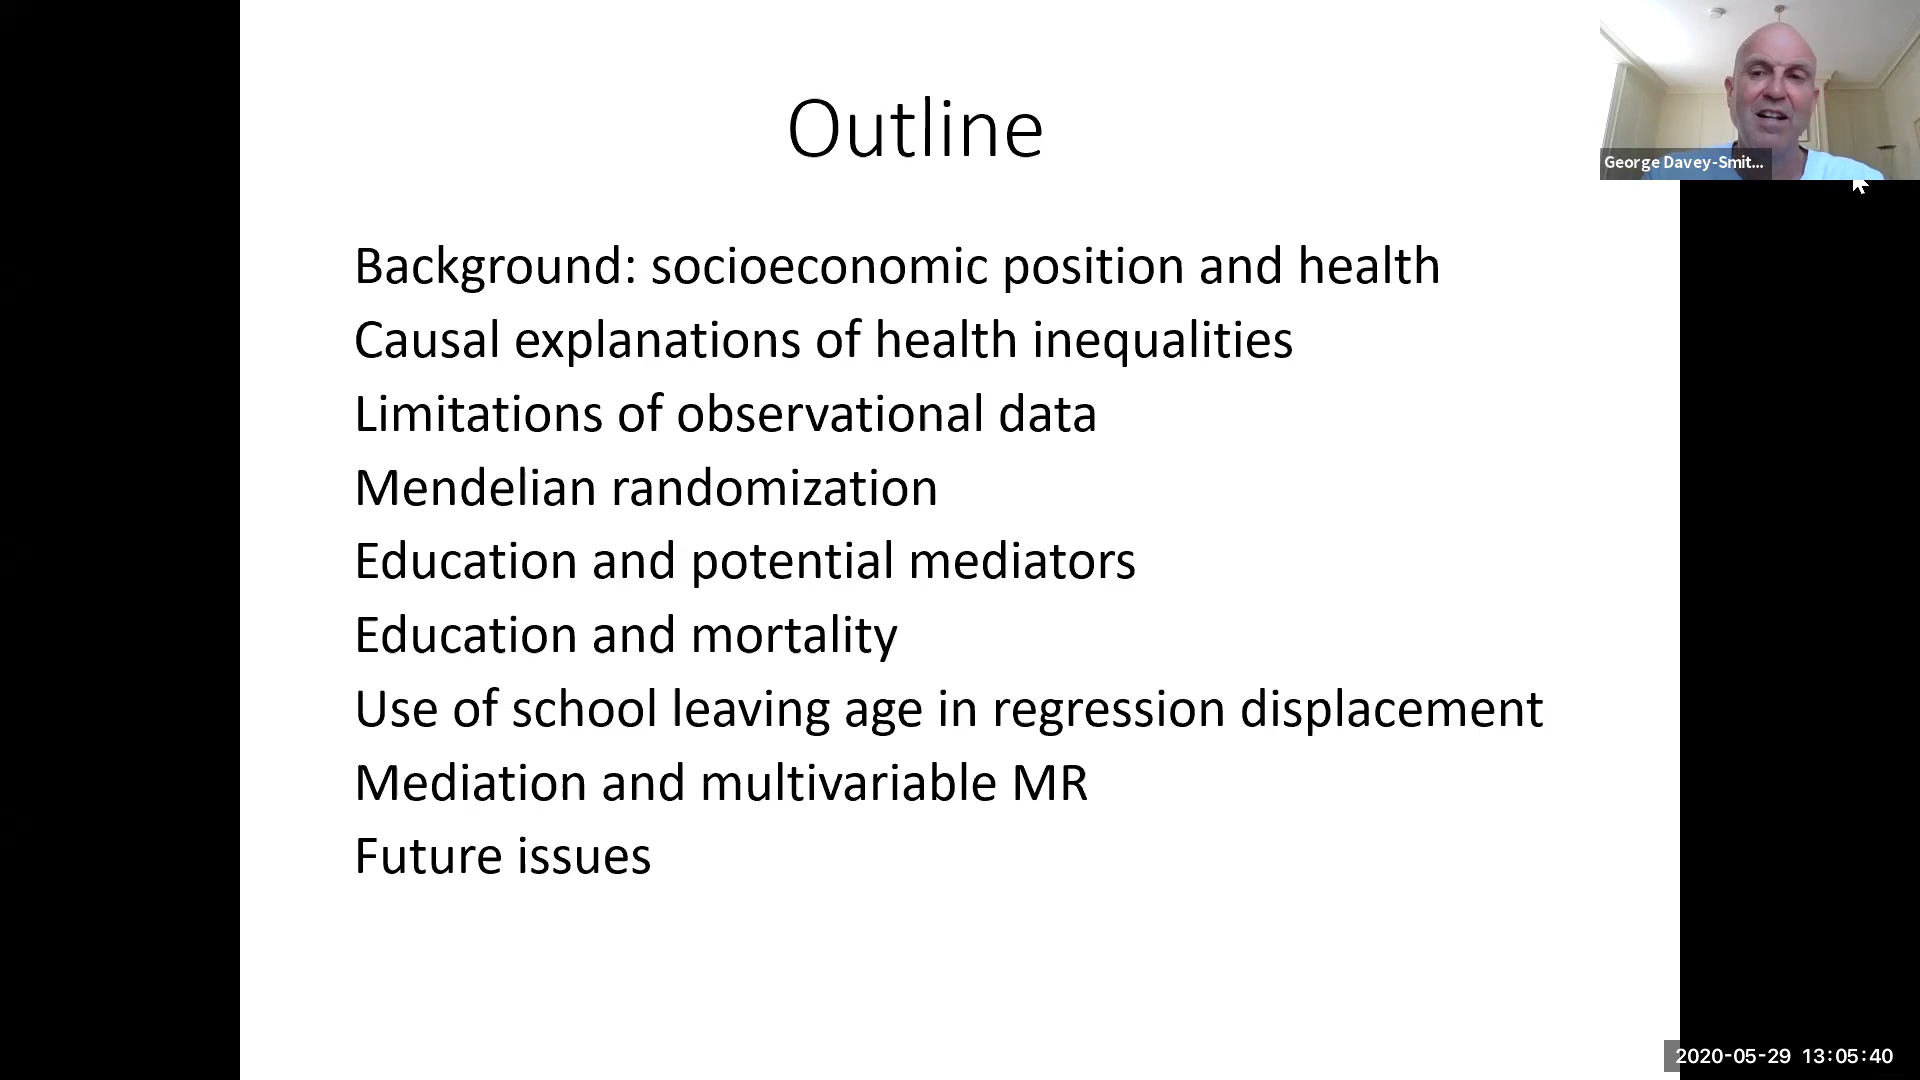 Outline
George Davey-Smit...
Background: socioeconomic position and health
Causal explanations of health inequalities
Limitations of observational data
Mendelian randomization
Education and potential mediators
Education and mortality
Use of school leaving age in regression displacement
Mediation and multivariable MR
Future issues
2020-05-29 13:05:40